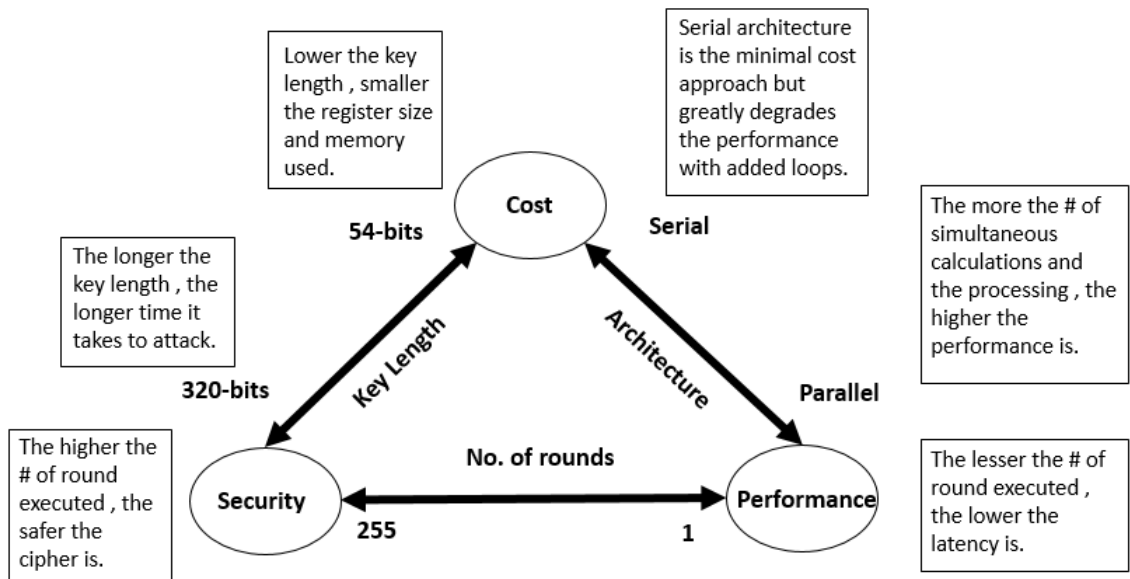 Lower the key
length , smaller
the register size
and memory
used.
Serial architecture
is the minimal cost
approach but
greatly degrades
the performance
with added loops.
Cost
54-bits
Serial
The longer the
key length , the
longer time it
takes to attack.
The more the # of
simultaneous
calculations and
the processing , the
higher the
performance is.
Key Length
Architecture
320-bits
Parallel
The higher the
# of round
executed , the
safer the
cipher is.
Security
No. of rounds
255
1
Performance
The lesser the # of
round executed ,
the lower the
latency is.